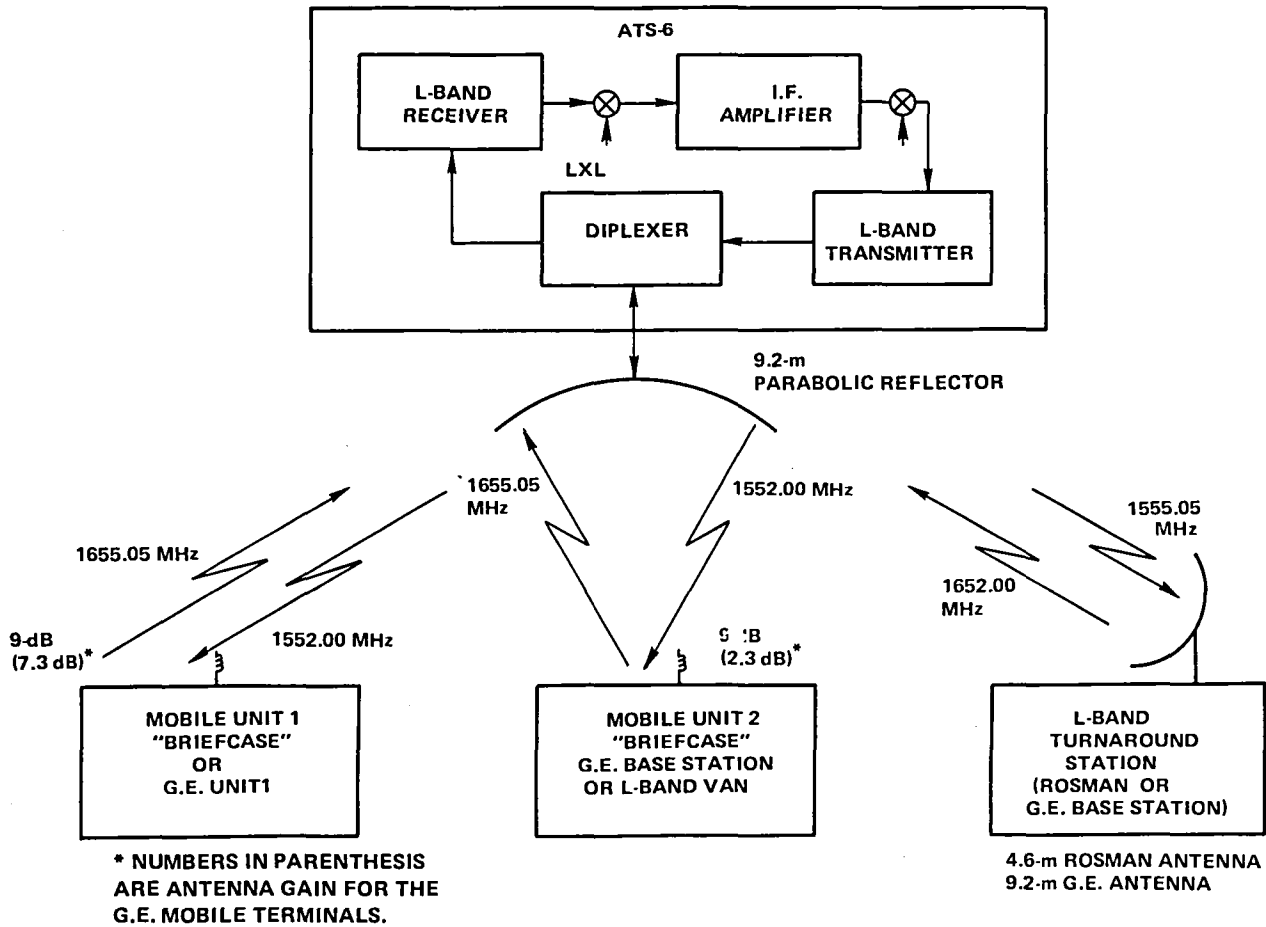 ATS-6
L-BAND
RECEIVER
I.F.
AMPLIFIER
LXL
DIPLEXER
L-BAND
TRANSMITTER
9.2-m
PARABOLIC REFLECTOR
1655.05 MHz
1655.05
MHz
1552.00 MHz
1555.05
MHz
1652.00
MHz
9-dB
(7.3 dB)*
1552.00 MHz
(2.3 dB)*
MOBILE UNIT 1
"BRIEFCASE"
OR
G.E. UNIT1
MOBILE UNIT 2
"BRIEFCASE"
G.E. BASE STATION
OR L-BAND VAN
L-BAND
TURNAROUND
STATION
(ROSMAN OR
G.E. BASE STATION)
* NUMBERS IN PARENTHESIS
ARE ANTENNA GAIN FOR THE
G.E. MOBILE TERMINALS.
4.6-m ROSMAN ANTENNA
9.2-m G.E. ANTENNA